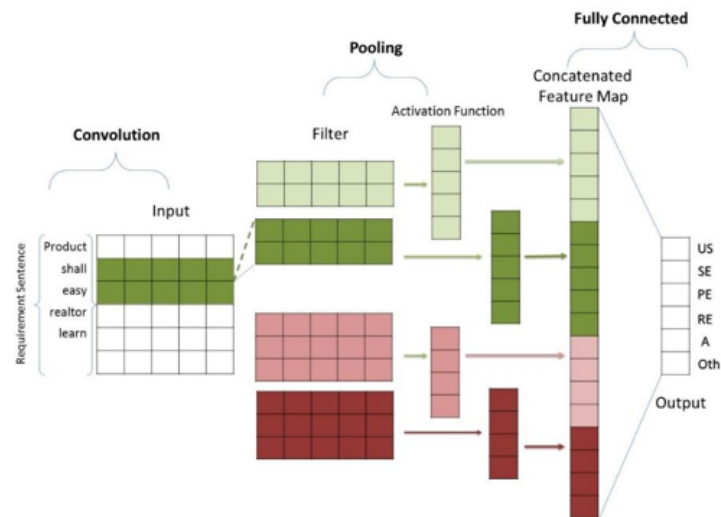 Fully Connected
Pooling
Concatenated
Feature Map
Activation Function
Convolution
Filter
Input
Requirement Sentence
Product
shall
easy
realtor
learn
US
SE
PE
RE
A
Oth
Output